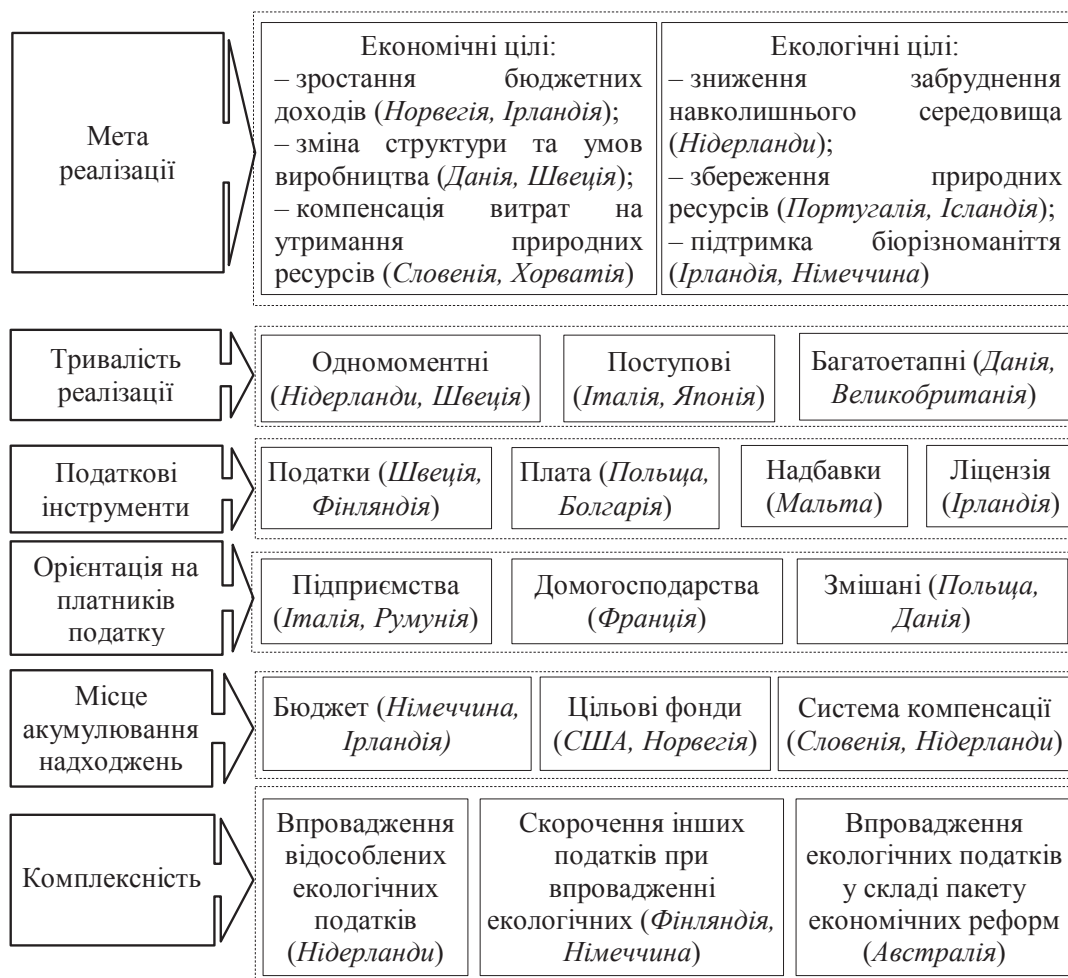 Мета
реалізації
Економічні цілі:
– зростання бюджетних
доходів (Норвегія, Ірландія);
– зміна структури та умов
виробництва (Данія, Швеція);
– компенсація витрат на
утримання природних
ресурсів (Словенія, Хорватія)
Екологічні цілі:
– зниження забруднення
навколишнього середовища
(Нідерланди);
– збереження природних
ресурсів (Португалія, Ісландія);
– підтримка біорізноманіття
(Ірландія, Німеччина)
Тривалість
реалізації
Одномоментні
(Нідерланди, Швеція)
Поступові
(Італія, Японія)
Багатоетапні (Данія,
Великобританія)
Податкові
інструменти
Податки (Швеція,
Фінляндія)
Плата (Польща,
Болгарія)
Надбавки
(Мальта)
Ліцензія
(Ірландія)
Орієнтація на
платників
податку
Підприємства
(Італія, Румунія)
Домогосподарства
(Франція)
Змішані (Польща,
Данія)
Місце
акумулювання
надходжень
Бюджет (Німеччина,
Ірландія)
Цільові фонди
(США, Норвегія)
Система компенсації
(Словенія, Нідерланди)
Комплексність
Впровадження
відособлених
екологічних
податків
(Нідерланди)
Скорочення інших
податків при
впровадженні
екологічних (Фінляндія,
Німеччина)
Впровадження
екологічних податків
у складі пакету
економічних реформ
(Австралія)